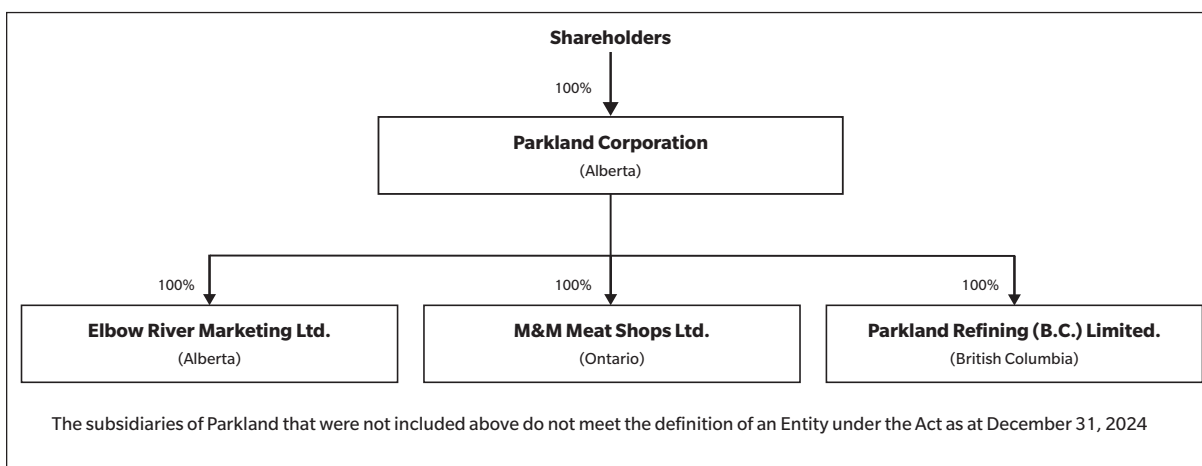 Shareholders
100%
Parkland Corporation
(Alberta)
100%
100%
100%
Elbow River Marketing Ltd.
(Alberta)
M&M Meat Shops Ltd.
(Ontario)
Parkland Refining (B.C.) Limited.
(British Columbia)
The subsidiaries of Parkland that were not included above do not meet the definition of an Entity under the Act as at December 31, 2024